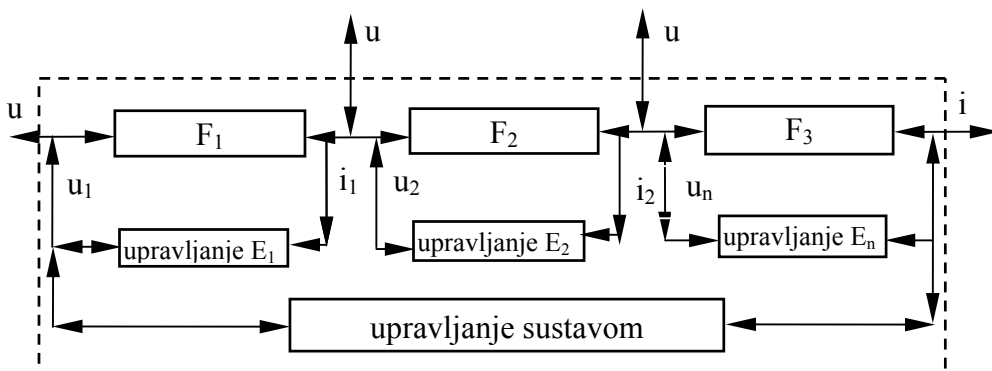 u
u
u
F₁
F₂
F₃
i
u₁
i₁
u₂
i₂
uₙ
upravljanje E₁
upravljanje E₂
upravljanje Eₙ
upravljanje sustavom